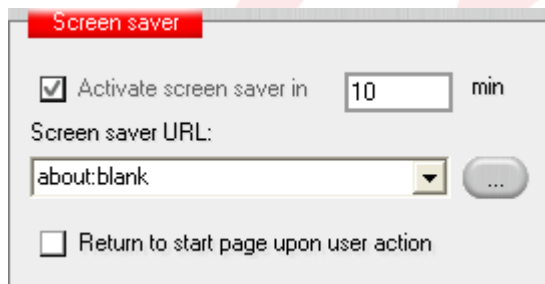 Screen saver
Activate screen saver in 10 min
Screen saver URL:
about:blank ...
Return to start page upon user action